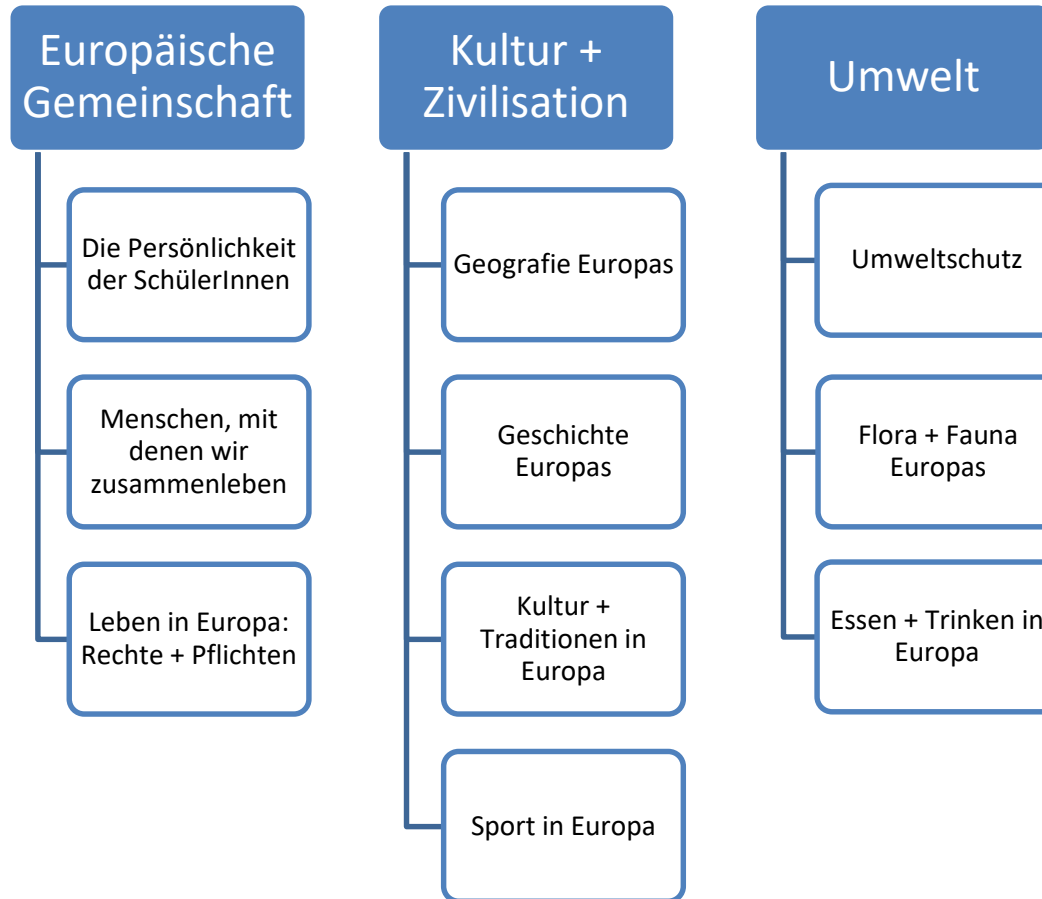 Europäische
Gemeinschaft
Die Persönlichkeit
der SchülerInnen
Menschen, mit
denen wir
zusammenleben
Leben in Europa:
Rechte + Pflichten
Kultur +
Zivilisation
Geografie Europas
Geschichte
Europas
Kultur +
Traditionen in
Europa
Sport in Europa
Umwelt
Umweltschutz
Flora + Fauna
Europas
Essen + Trinken in
Europa